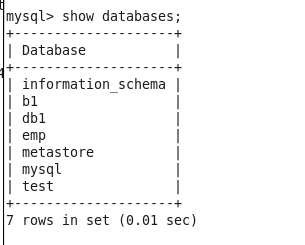 mysql> show databases;
+--------------------+
| Database           |
+--------------------+
| information_schema |
| b1                 |
| db1                |
| emp                |
| metastore          |
| mysql              |
| test               |
+--------------------+
7 rows in set (0.01 sec)